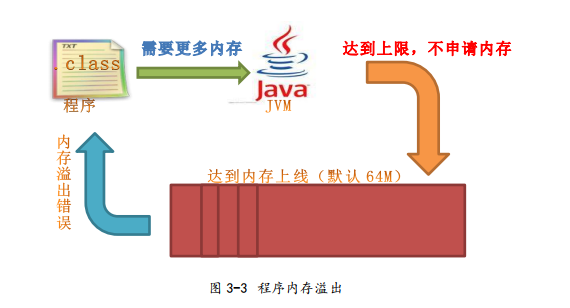 需要更多内存
达到上限，不申请内存
TXT
.class
程序
Java
JVM
内存溢出错误
达到内存上线（默认 64M）
图 3-3 程序内存溢出